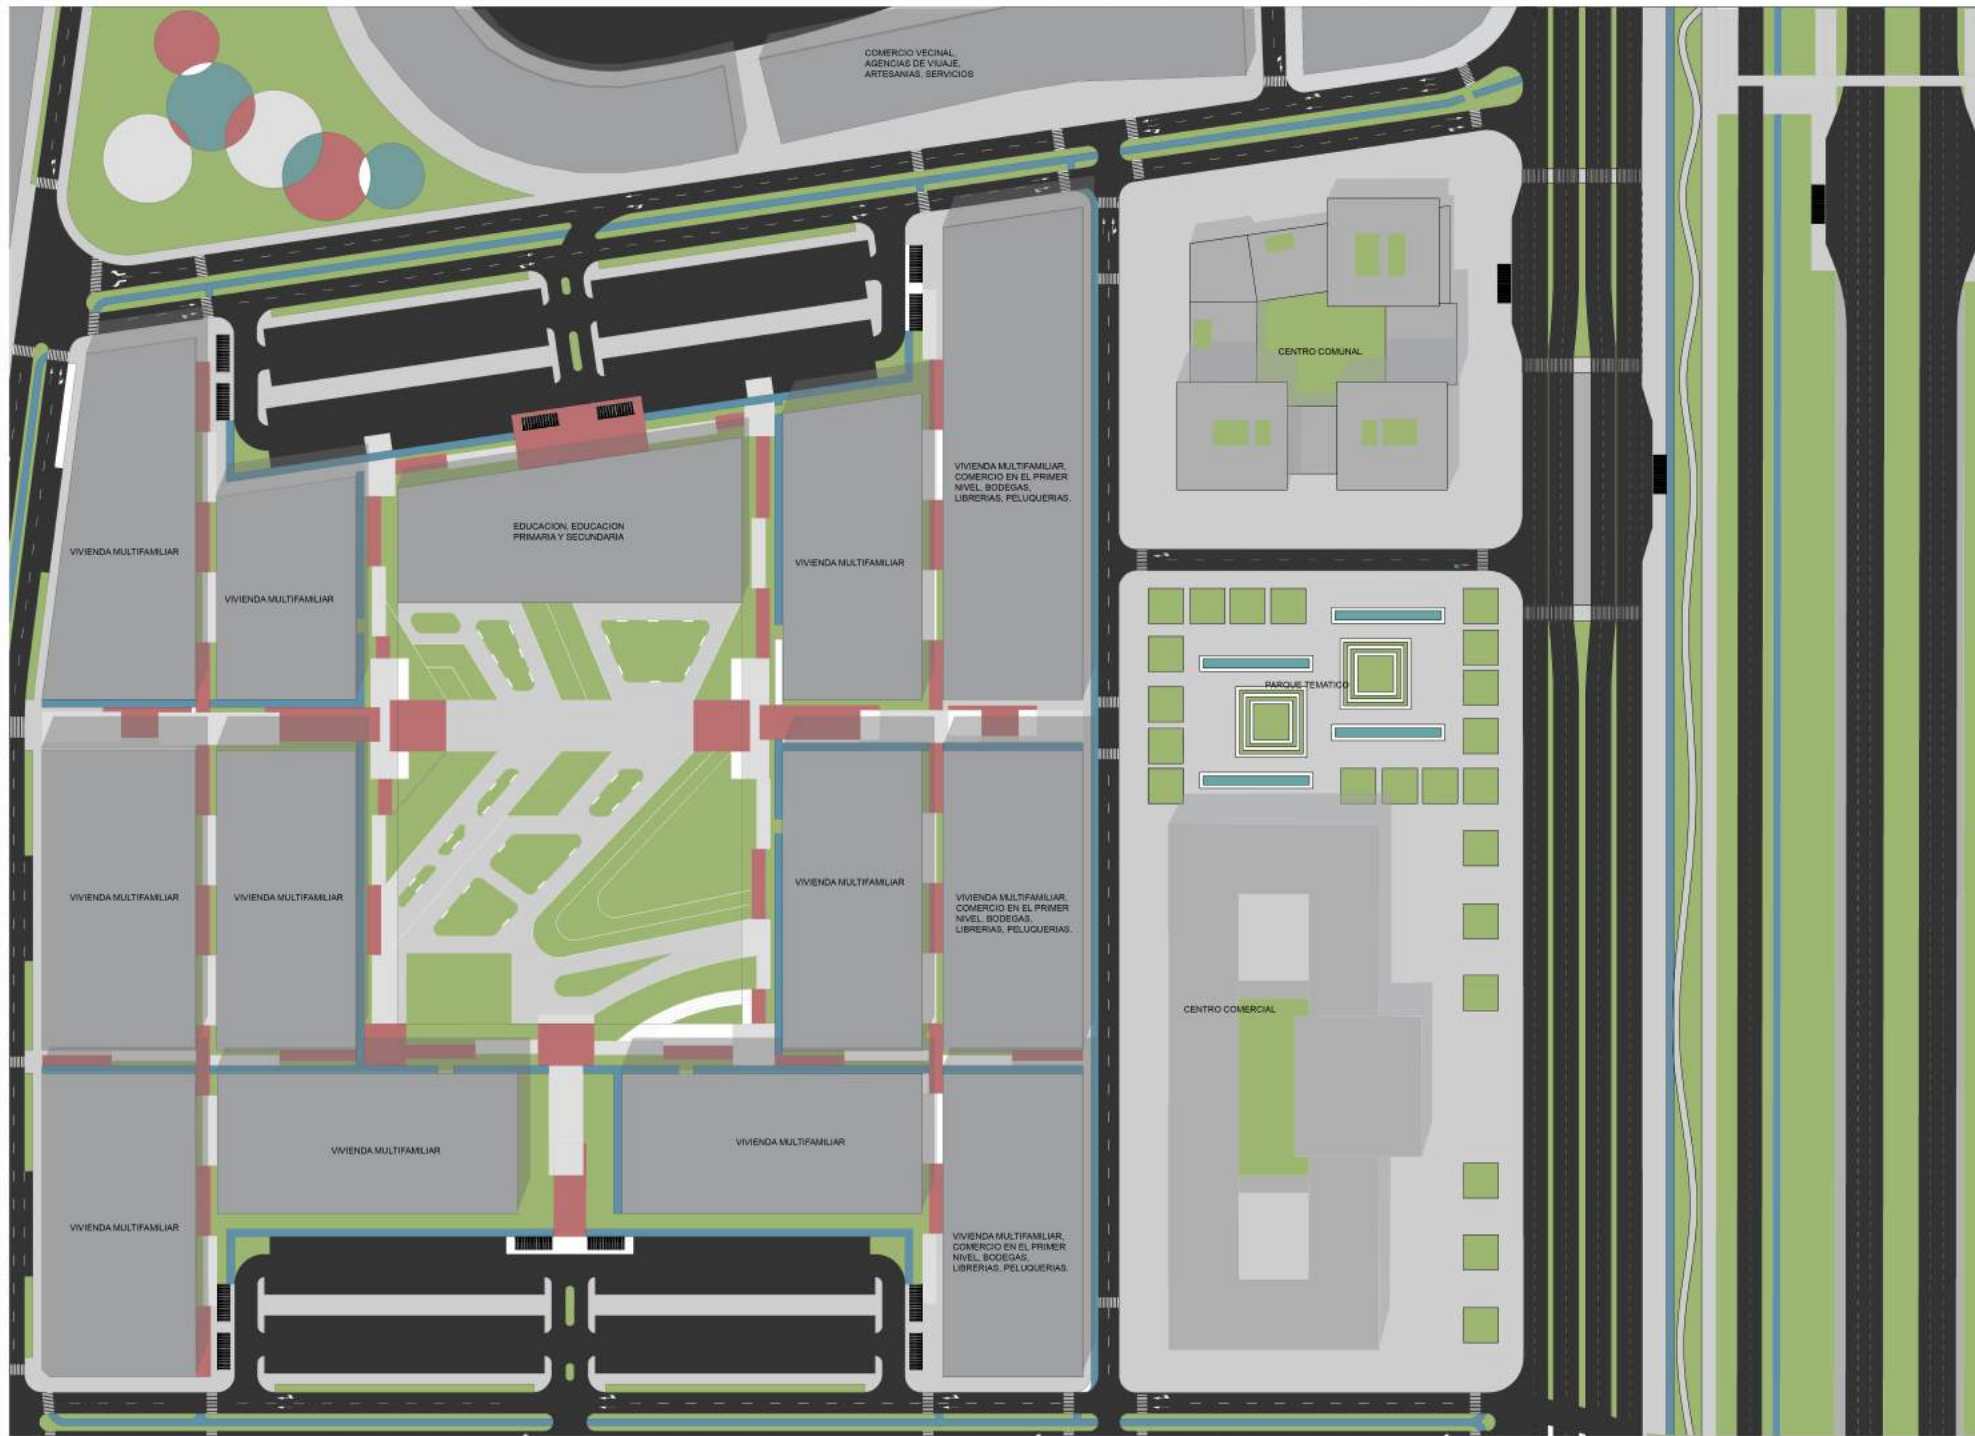 COMERCIO VECINAL,
AGENCIAS DE VIUAJE,
ARTESANIAS, SERVICIOS
CENTRO COMUNAL
VIVIENDA MULTIFAMILIAR,
COMERCIO EN EL PRIMER
NIVEL, BODEGAS,
LIBRERIAS, PELUQUERIAS.
EDUCACION, EDUCACION
PRIMARIA Y SECUNDARIA
VIVIENDA MULTIFAMILIAR
VIVIENDA MULTIFAMILIAR
VIVIENDA MULTIFAMILIAR
PARQUE TEMATICO
VIVIENDA MULTIFAMILIAR
VIVIENDA MULTIFAMILIAR
VIVIENDA MULTIFAMILIAR
VIVIENDA MULTIFAMILIAR,
COMERCIO EN EL PRIMER
NIVEL, BODEGAS,
LIBRERIAS, PELUQUERIAS.
CENTRO COMERCIAL
VIVIENDA MULTIFAMILIAR
VIVIENDA MULTIFAMILIAR
VIVIENDA MULTIFAMILIAR
VIVIENDA MULTIFAMILIAR,
COMERCIO EN EL PRIMER
NIVEL, BODEGAS,
LIBRERIAS, PELUQUERIAS.